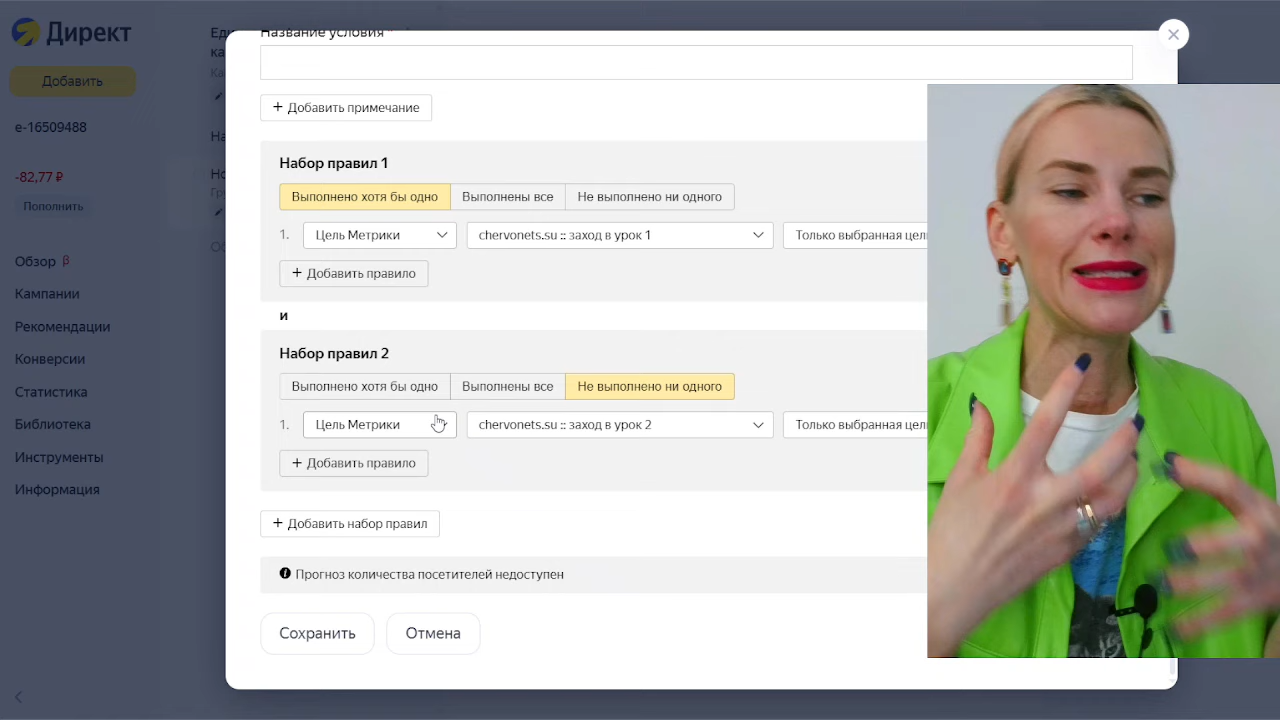 Директ
Добавить
e-16509488
-82,77 ₽
Пополнить
Обзор β
Кампании
Рекомендации
Конверсии
Статистика
Библиотека
Инструменты
Информация
Название условия
+ Добавить примечание
Набор правил 1
Выполнено хотя бы одно
Выполнены все
Не выполнено ни одного
1. Цель Метрики
chervonets.su :: заход в урок 1
Только выбранная цел
+ Добавить правило
и
Набор правил 2
Выполнено хотя бы одно
Выполнены все
Не выполнено ни одного
1. Цель Метрики
chervonets.su :: заход в урок 2
Только выбранная цел
+ Добавить правило
+ Добавить набор правил
Прогноз количества посетителей недоступен
Сохранить
Отмена